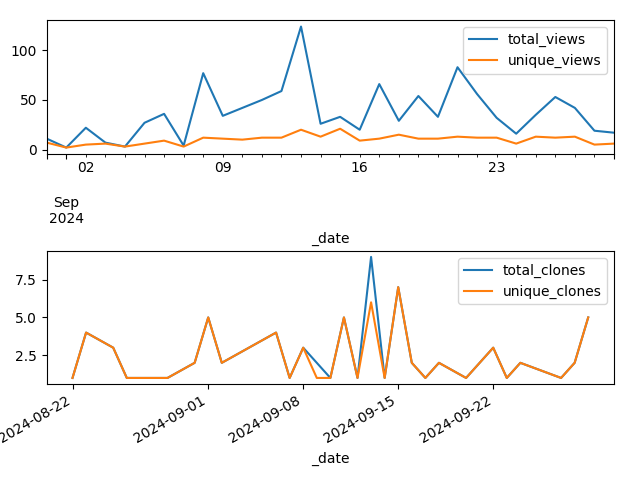 100
50
0
total_views
unique_views
02
09
16
23
Sep
2024
_date
7.5
5.0
2.5
total_clones
unique_clones
2024-08-22
2024-09-01
2024-09-08
2024-09-15
2024-09-22
_date